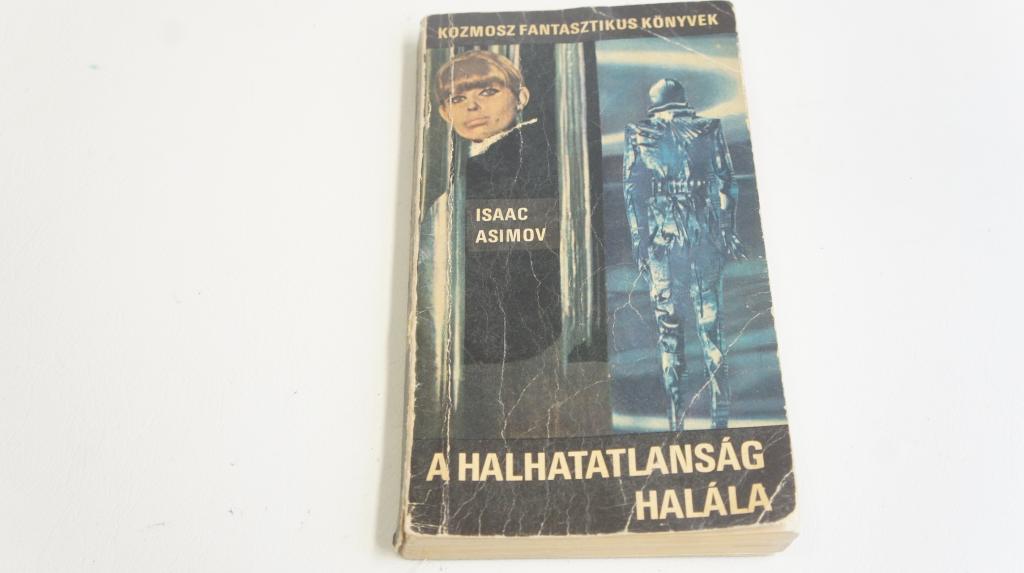 KOZMOSZ FANTASZTIKUS KÖNYVEK
ISAAC
ASIMOV
A HALHATATLANSÁG
HALÁLA